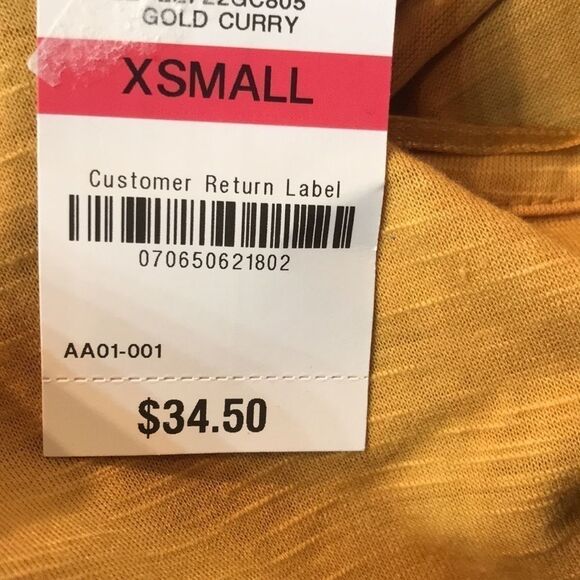 GOLD CURRY
XSMALL
Customer Return Label
070650621802
AA01-001
$34.50